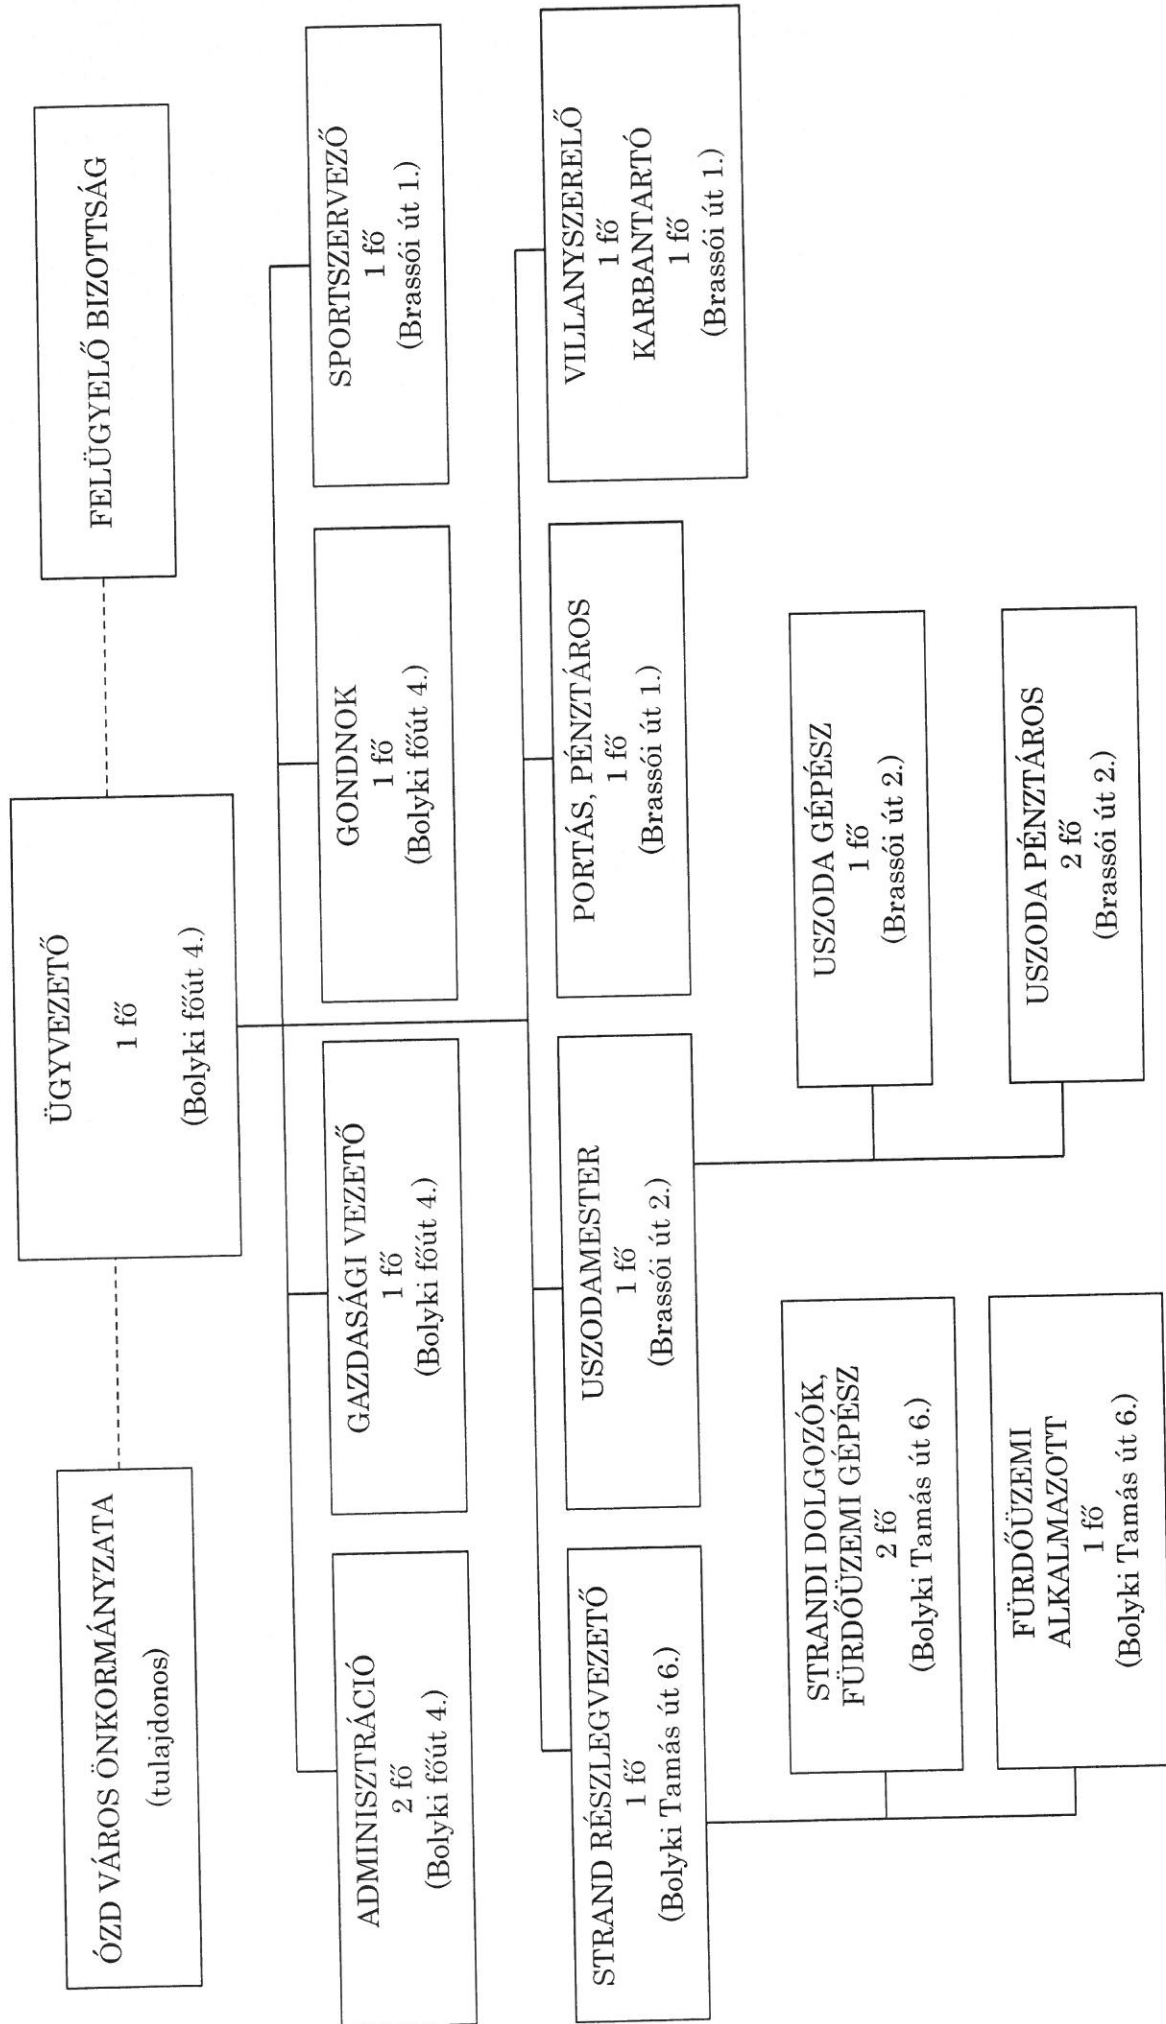 ÓZD VÁROS ÖNKORMÁNYZATA
(tulajdonos)
ÜGYVEZETŐ
1 fő
(Bolyki főút 4.)
FELÜGYELŐ BIZOTTSÁG
ADMINISZTRÁCIÓ
2 fő
(Bolyki főút 4.)
GAZDASÁGI VEZETŐ
1 fő
(Bolyki főút 4.)
GONDNOK
1 fő
(Bolyki főút 4.)
SPORTSZERVEZŐ
1 fő
(Brassói út 1.)
STRAND RÉSZLEGVEZETŐ
1 fő
(Bolyki Tamás út 6.)
USZODAMESTER
1 fő
(Brassói út 2.)
PORTÁS, PÉNZTÁROS
1 fő
(Brassói út 1.)
VILLANYSZERELŐ
1 fő
KARBANTARTÓ
1 fő
(Brassói út 1.)
STRANDI DOLGOZÓK,
FÜRDŐÜZEMI GÉPÉSZ
2 fő
(Bolyki Tamás út 6.)
USZODA GÉPÉSZ
1 fő
(Brassói út 2.)
FÜRDŐÜZEMI
ALKALMAZOTT
1 fő
(Bolyki Tamás út 6.)
USZODA PÉNZTÁROS
2 fő
(Brassói út 2.)